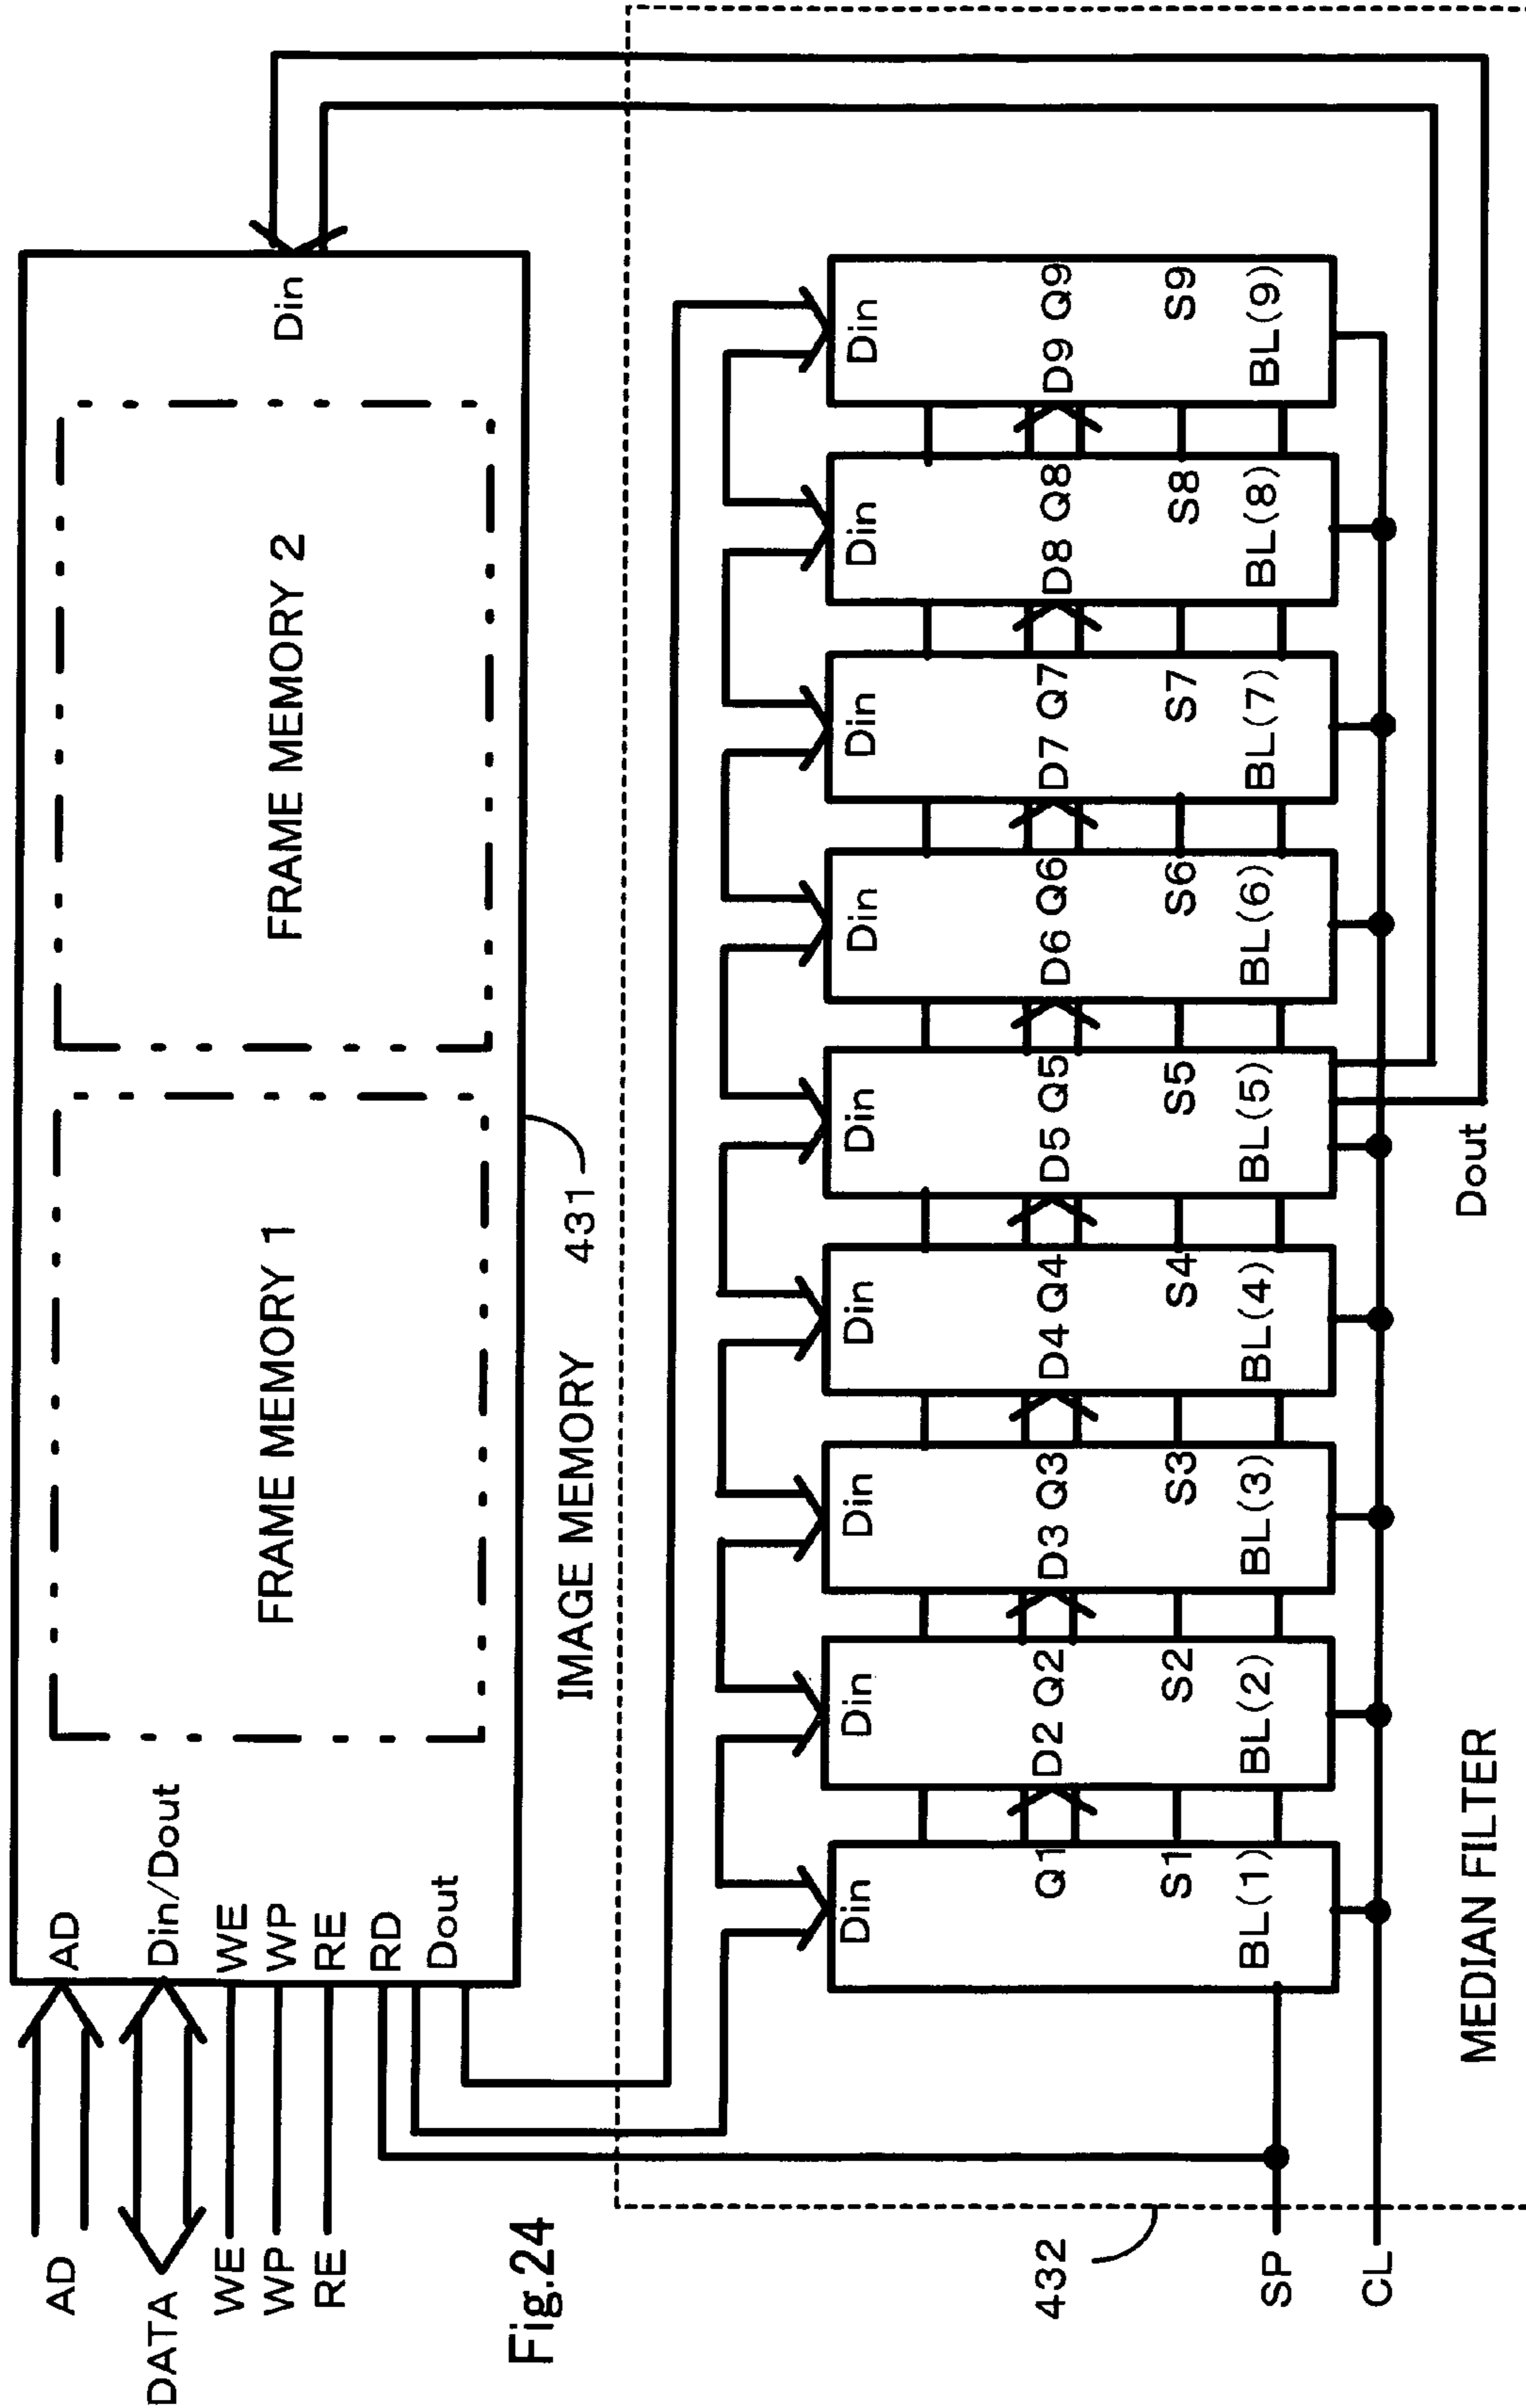 Fig.24
AD
DATA
WE
WP
RE
AD
Din/Dout
WE
WP
RE
RD
Dout
FRAME MEMORY 1
FRAME MEMORY 2
Din
IMAGE MEMORY 431
432
SP
CL
Din
Q1
S1
BL(1)
Din
D2 Q2
S2
BL(2)
Din
D3 Q3
S3
BL(3)
Din
D4 Q4
S4
BL(4)
Din
D5 Q5
S5
BL(5)
Din
D6 Q6
S6
BL(6)
Din
D7 Q7
S7
BL(7)
Din
D8 Q8
S8
BL(8)
Din
D9 Q9
S9
BL(9)
Dout
MEDIAN FILTER